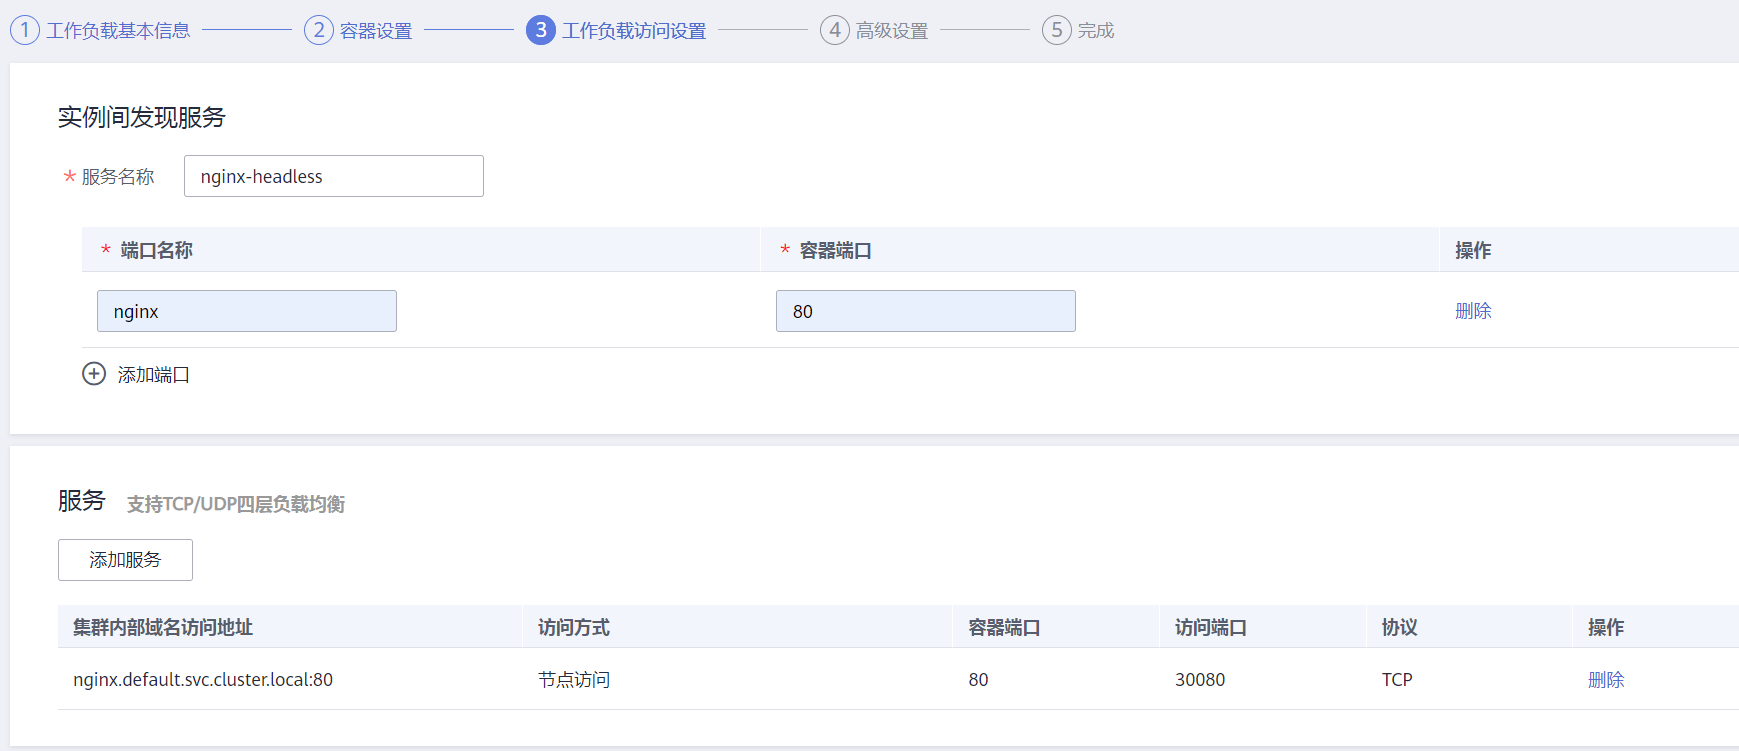 1 工作负载基本信息 2 容器设置 3 工作负载访问设置 4 高级设置 5 完成
实例间发现服务
* 服务名称 nginx-headless
* 端口名称 * 容器端口 操作
nginx 80 删除
添加端口
服务 支持TCP/UDP四层负载均衡
添加服务
集群内部域名访问地址 访问方式 容器端口 访问端口 协议 操作
nginx.default.svc.cluster.local:80 节点访问 80 30080 TCP 删除